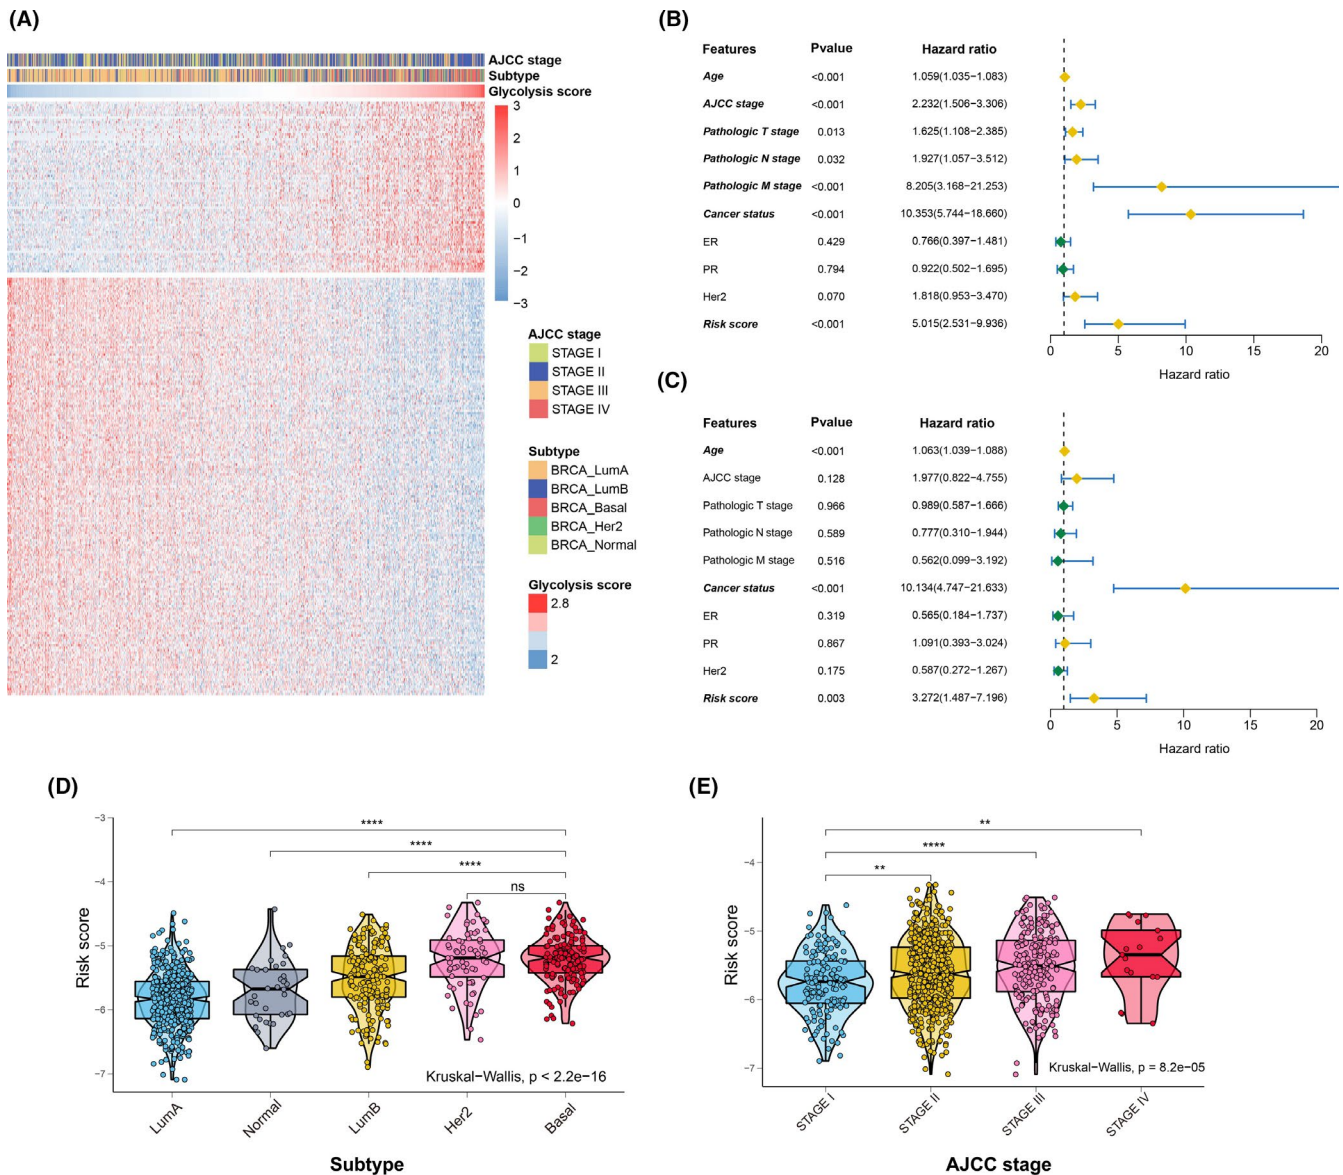 (A)
AJCC stage
Subtype
Glycolysis score
3
2
1
0
−1
−2
−3
AJCC stage
STAGE I
STAGE II
STAGE III
STAGE IV
Subtype
BRCA_LumA
BRCA_LumB
BRCA_Basal
BRCA_Her2
BRCA_Normal
Glycolysis score
2.8
2
(B)
Features Pvalue Hazard ratio
Age <0.001 1.059(1.035−1.083)
AJCC stage <0.001 2.232(1.506−3.306)
Pathologic T stage 0.013 1.625(1.108−2.385)
Pathologic N stage 0.032 1.927(1.057−3.512)
Pathologic M stage <0.001 8.205(3.168−21.253)
Cancer status <0.001 10.353(5.744−18.660)
ER 0.429 0.766(0.397−1.481)
PR 0.794 0.922(0.502−1.695)
Her2 0.070 1.818(0.953−3.470)
Risk score <0.001 5.015(2.531−9.936)
0 5 10 15 20
Hazard ratio
(C)
Features Pvalue Hazard ratio
Age <0.001 1.063(1.039−1.088)
AJCC stage 0.128 1.977(0.822−4.755)
Pathologic T stage 0.966 0.989(0.587−1.666)
Pathologic N stage 0.589 0.777(0.310−1.944)
Pathologic M stage 0.516 0.562(0.099−3.192)
Cancer status <0.001 10.134(4.747−21.633)
ER 0.319 0.565(0.184−1.737)
PR 0.867 1.091(0.393−3.024)
Her2 0.175 0.587(0.272−1.267)
Risk score 0.003 3.272(1.487−7.196)
0 5 10 15 20
Hazard ratio
(D)
−3
−4
−5
−6
−7
Risk score
****
****
****
ns
Kruskal−Wallis, p < 2.2e−16
LumA Normal LumB Her2 Basal
Subtype
(E)
−4
−5
−6
−7
Risk score
**
****
**
Kruskal−Wallis, p = 8.2e−05
STAGE I STAGE II STAGE III STAGE IV
AJCC stage